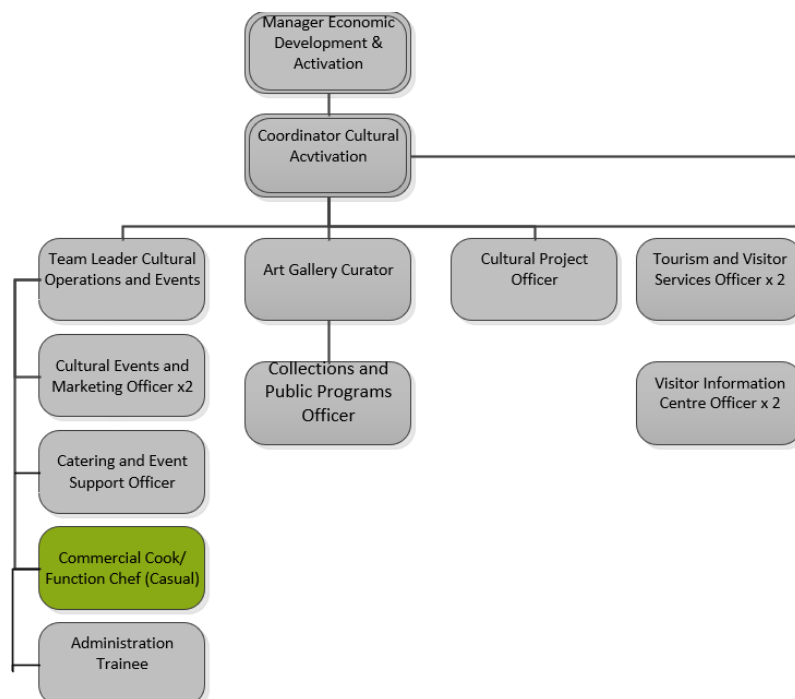 Manager Economic
Development &
Activation
Coordinator Cultural
Acvtivation
Team Leader Cultural
Operations and Events
Art Gallery Curator
Cultural Project
Officer
Tourism and Visitor
Services Officer x 2
Cultural Events and
Marketing Officer x2
Collections and
Public Programs
Officer
Visitor Information
Centre Officer x 2
Catering and Event
Support Officer
Commercial Cook/
Function Chef (Casual)
Administration
Trainee